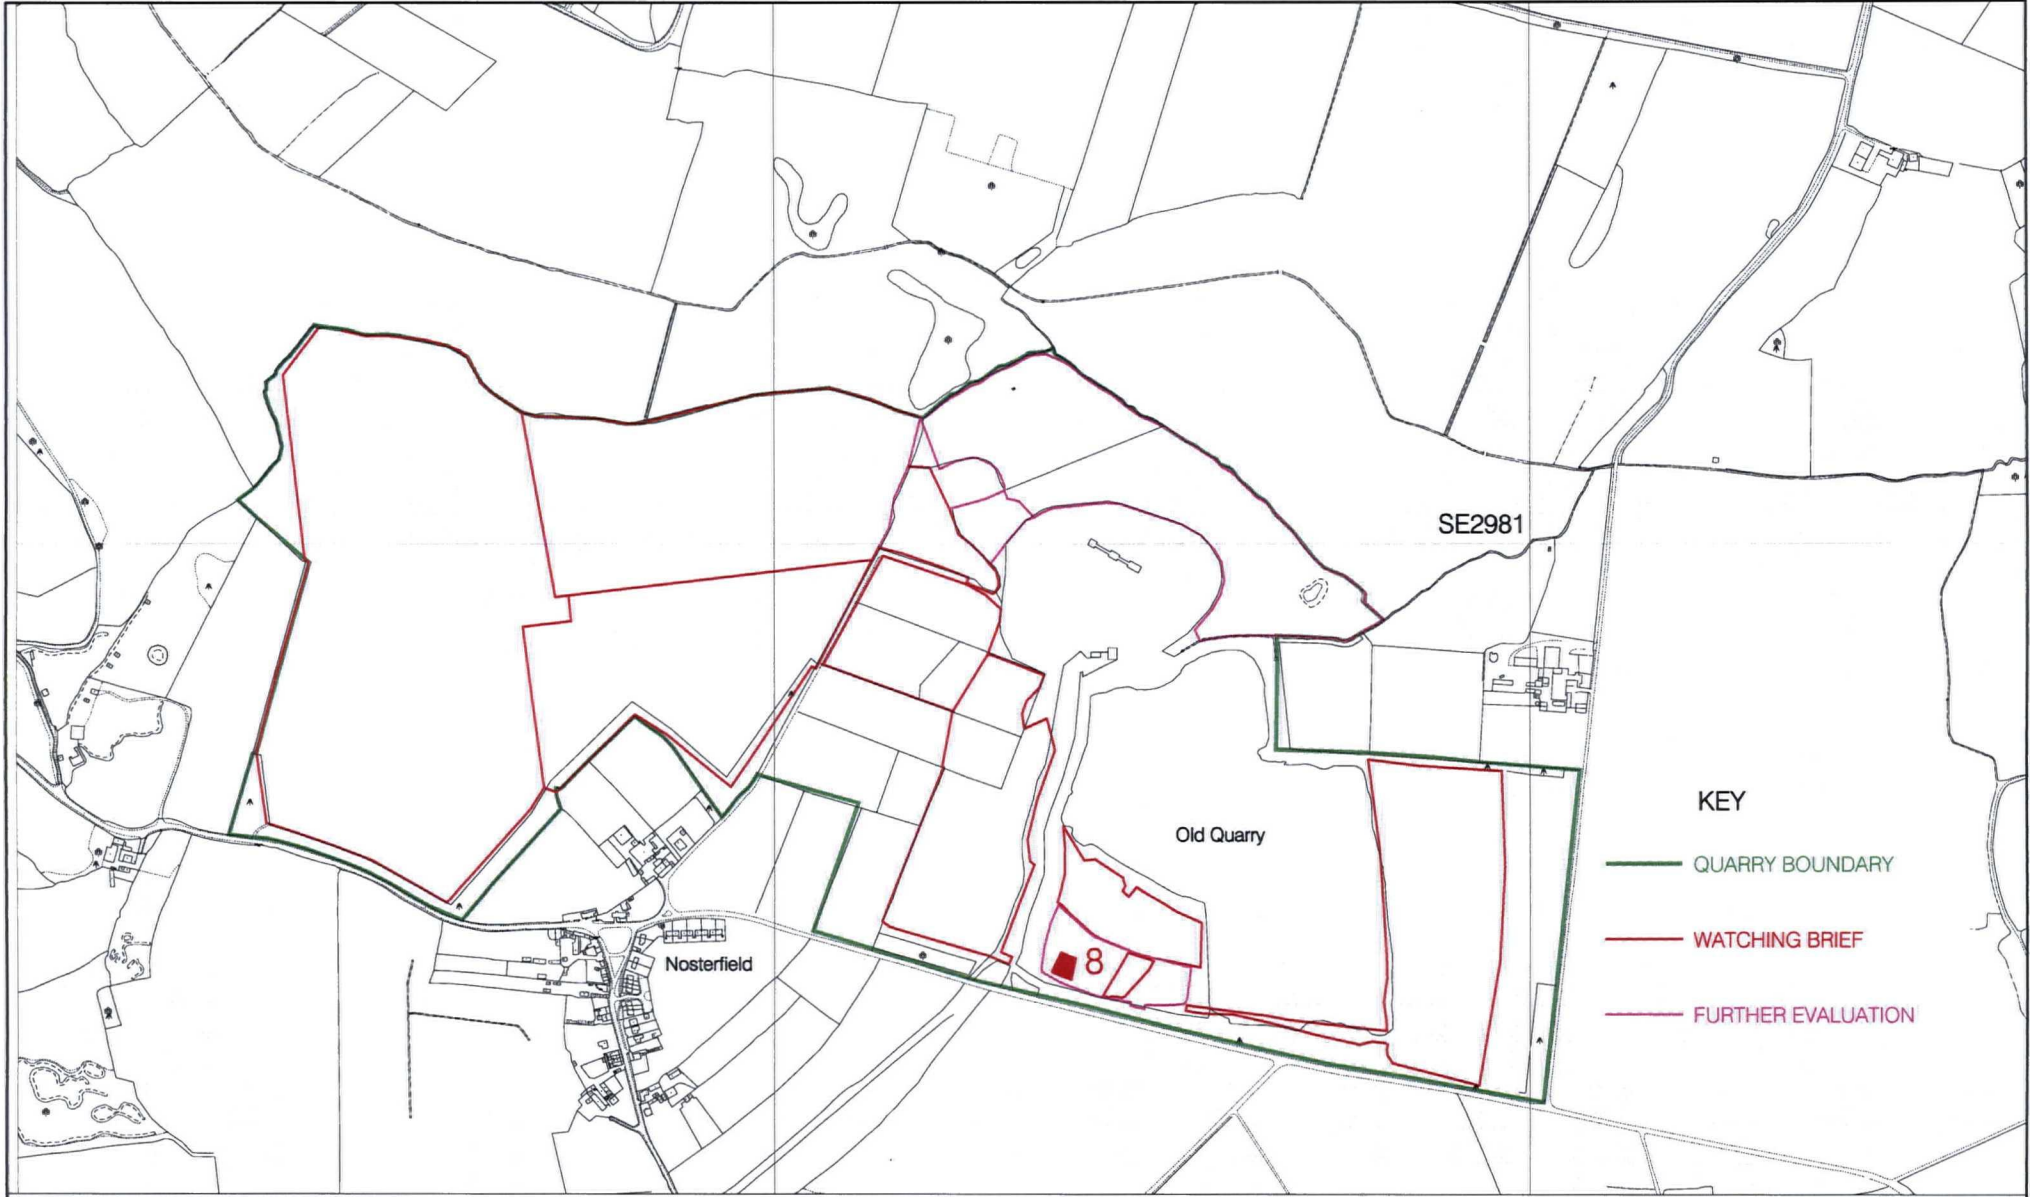 SE2981
KEY
Old Quarry
QUARRY BOUNDARY
WATCHING BRIEF
8
Nosterfield
FURTHER EVALUATION